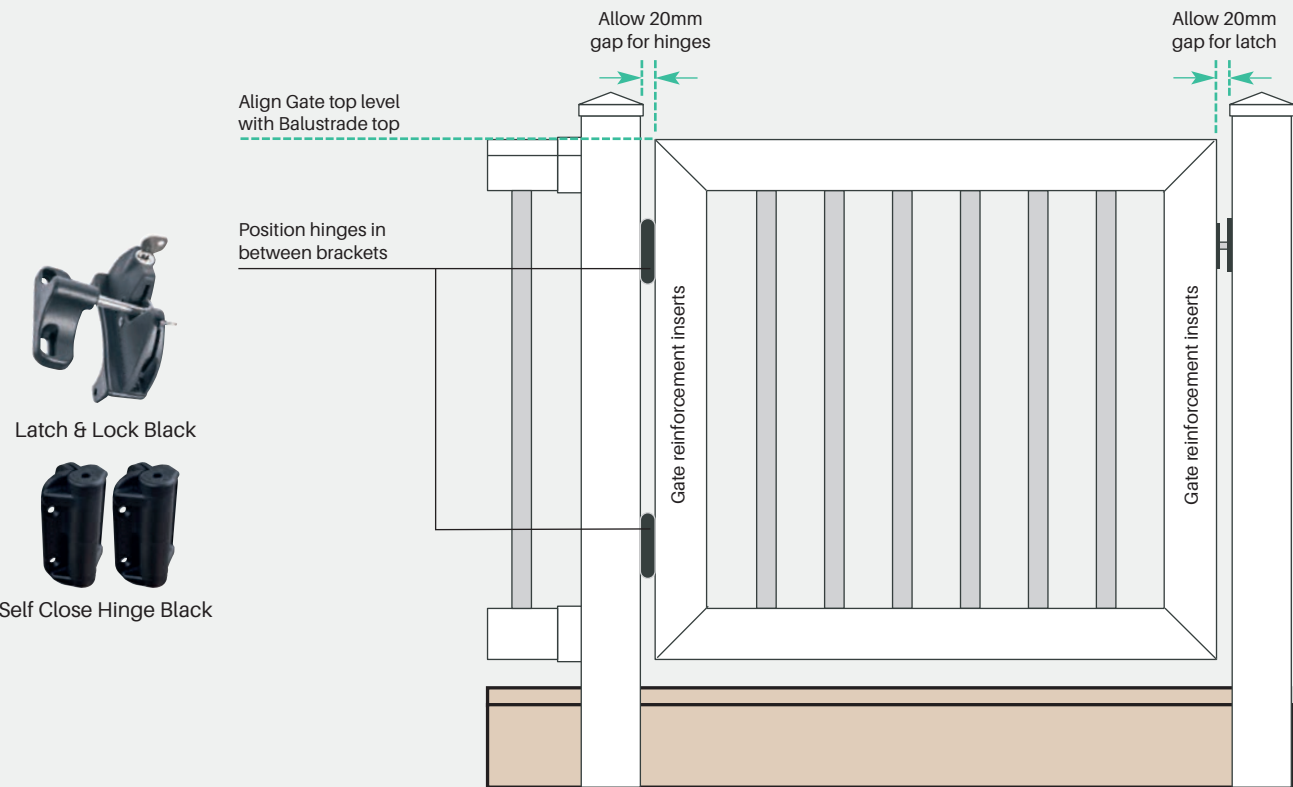 Allow 20mm
gap for hinges
Allow 20mm
gap for latch
Align Gate top level
with Balustrade top
Position hinges in
between brackets
Gate reinforcement inserts
Gate reinforcement inserts
Latch & Lock Black
Self Close Hinge Black